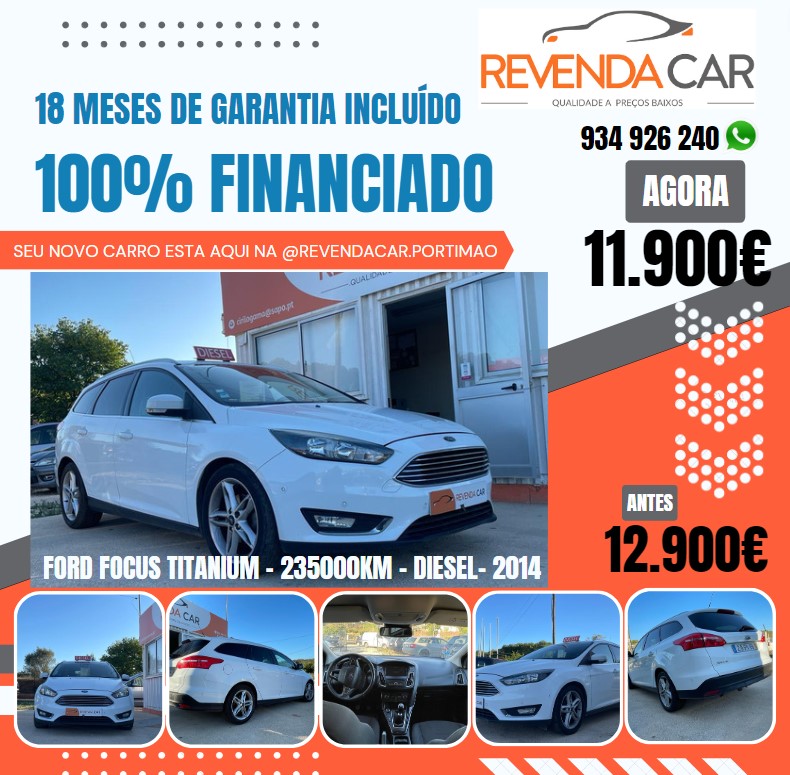 REVENDA CAR
QUALIDADE A PREÇOS BAIXOS
18 MESES DE GARANTIA INCLUÍDO
934 926 240
100% FINANCIADO
AGORA
11.900€
SEU NOVO CARRO ESTA AQUI NA @REVENDACAR.PORTIMAO
DIESEL
REVENDA CAR
ANTES
12.900€
FORD FOCUS TITANIUM - 235000KM - DIESEL- 2014